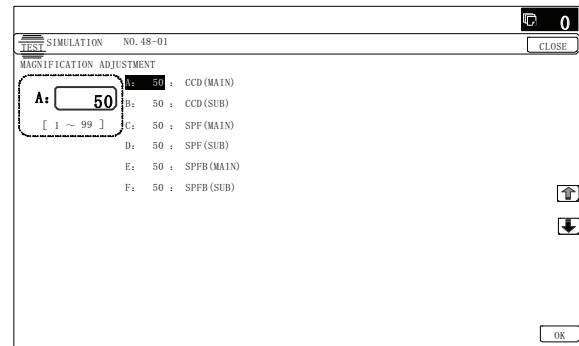 0
TEST SIMULATION NO. 48-01
CLOSE
MAGNIFICATION ADJUSTMENT
A: 50
[ 1 ~ 99 ]
A: 50 : CCD(MAIN)
B: 50 : CCD(SUB)
C: 50 : SPF(MAIN)
D: 50 : SPF(SUB)
E: 50 : SPFB(MAIN)
F: 50 : SPFB(SUB)
OK